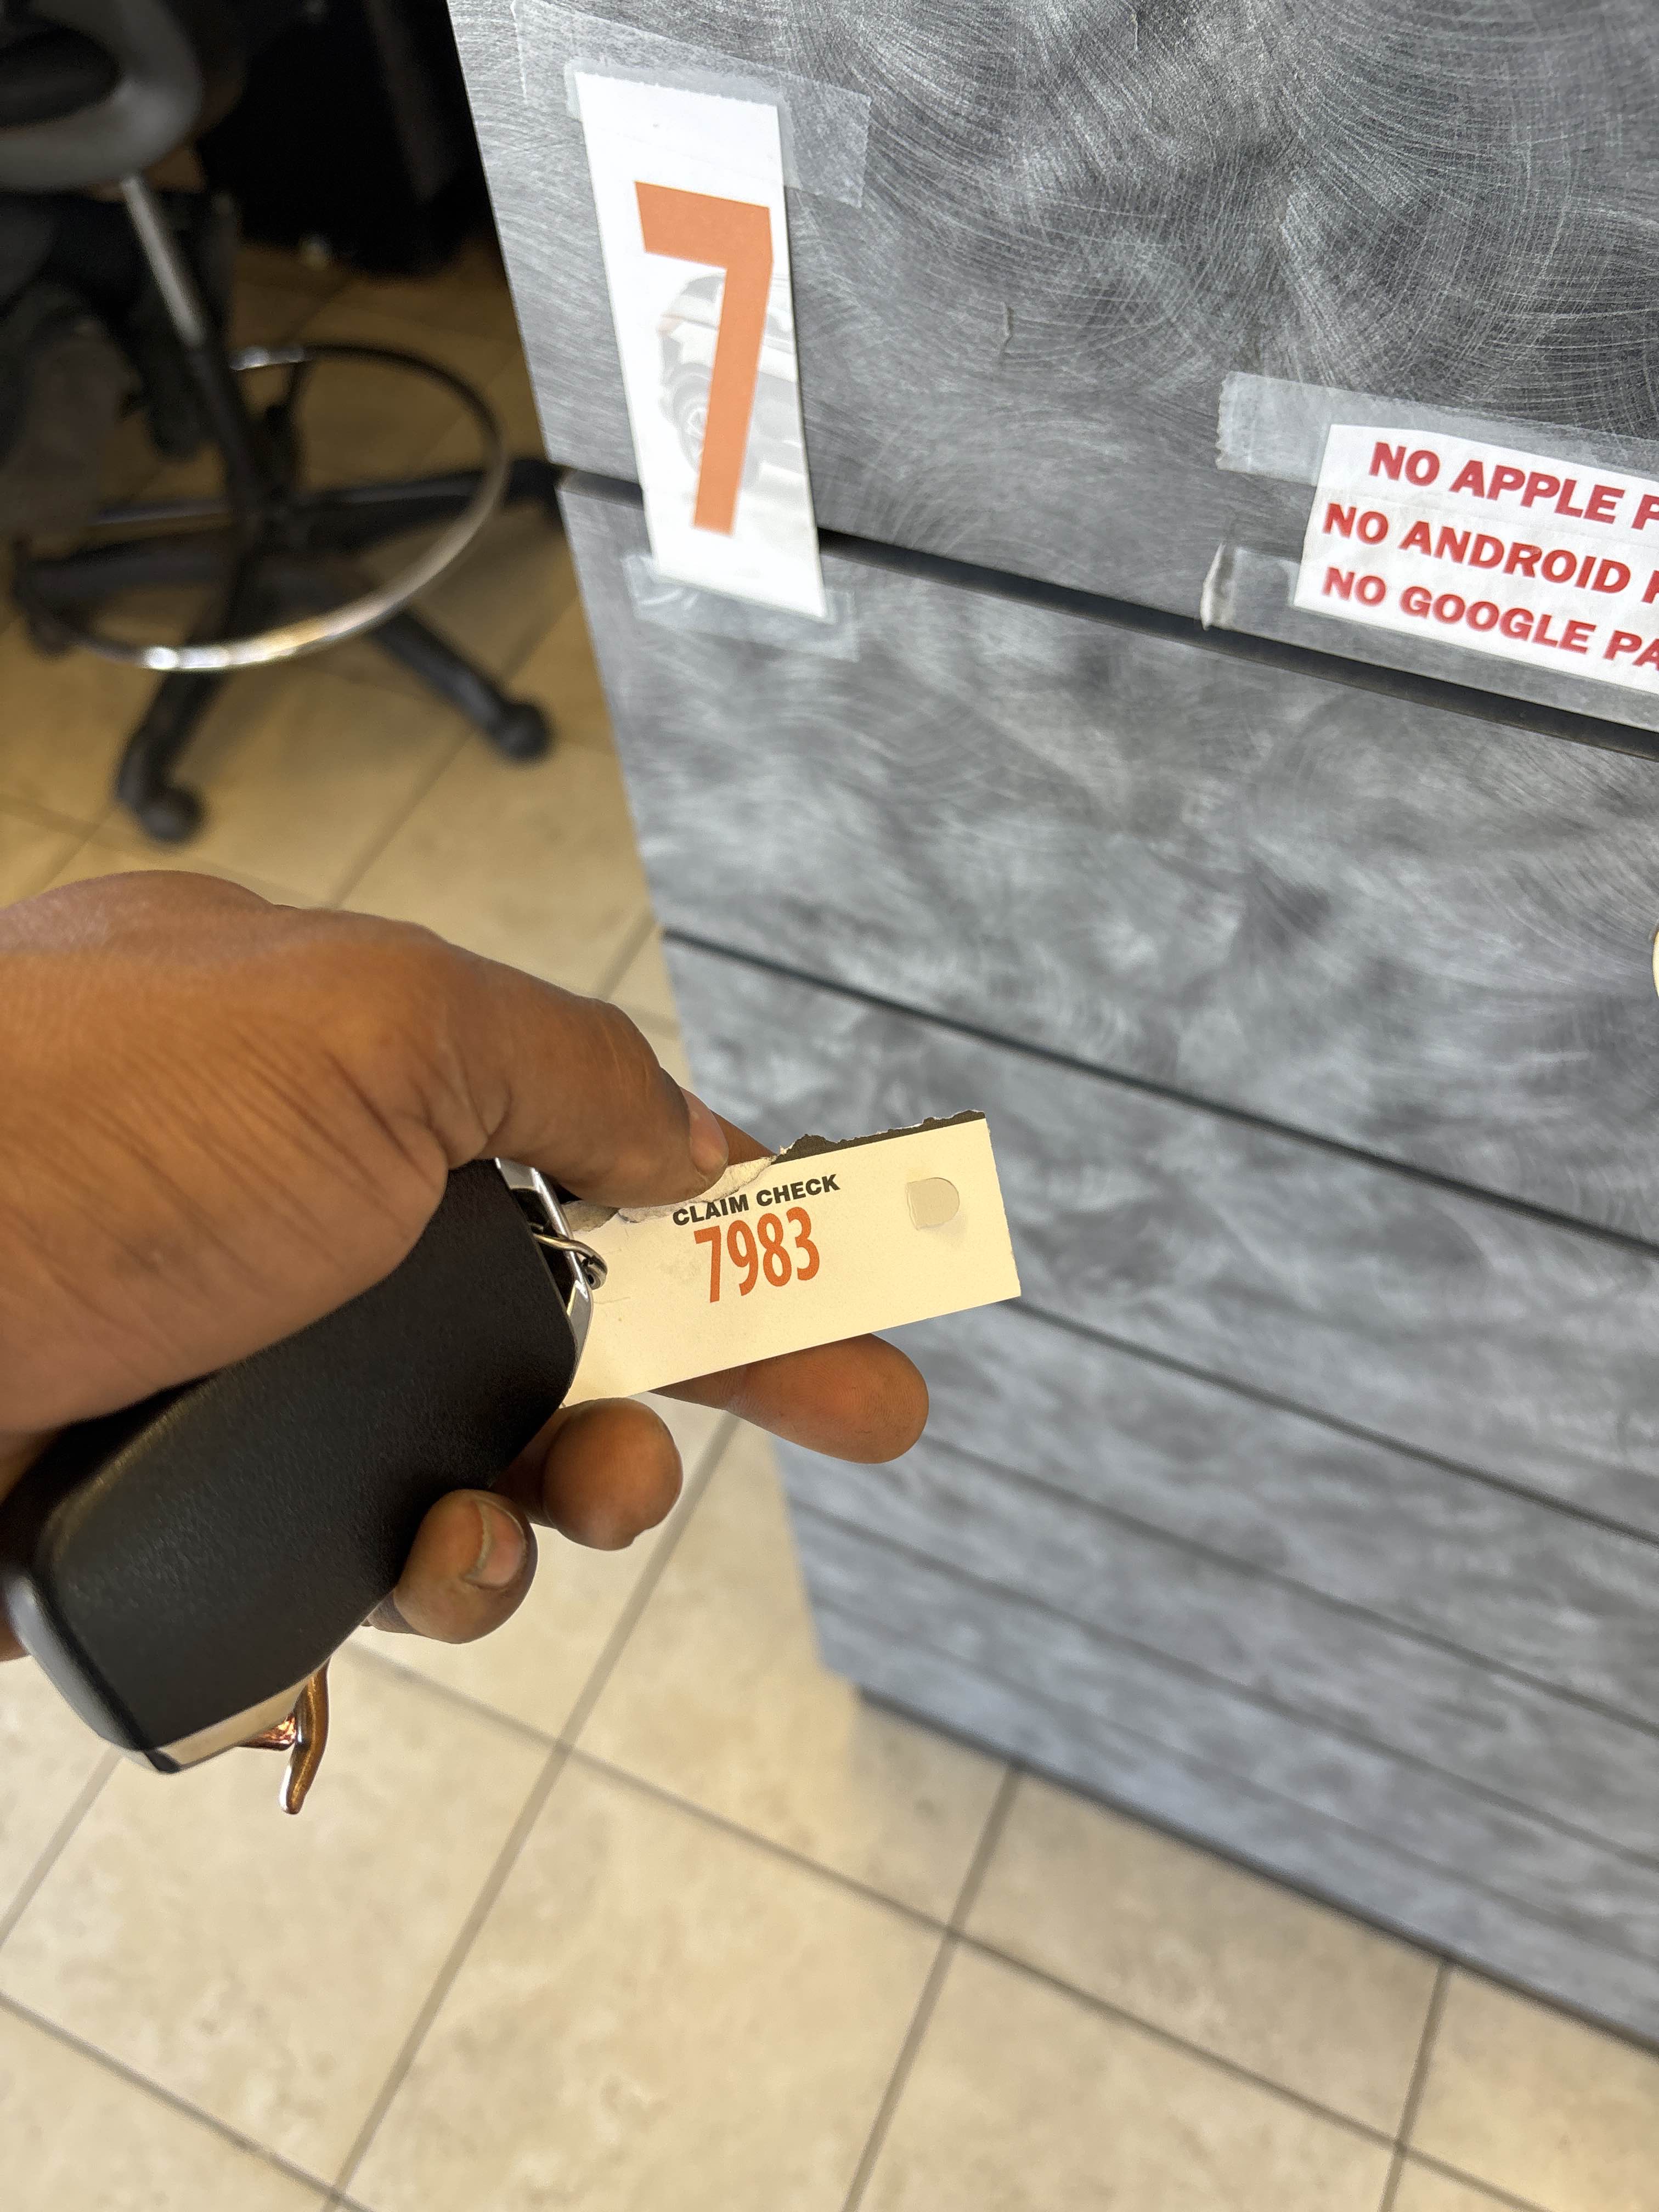 7
NO APPLE
NO ANDROID
NO GOOGLE
CLAIM CHECK
7983